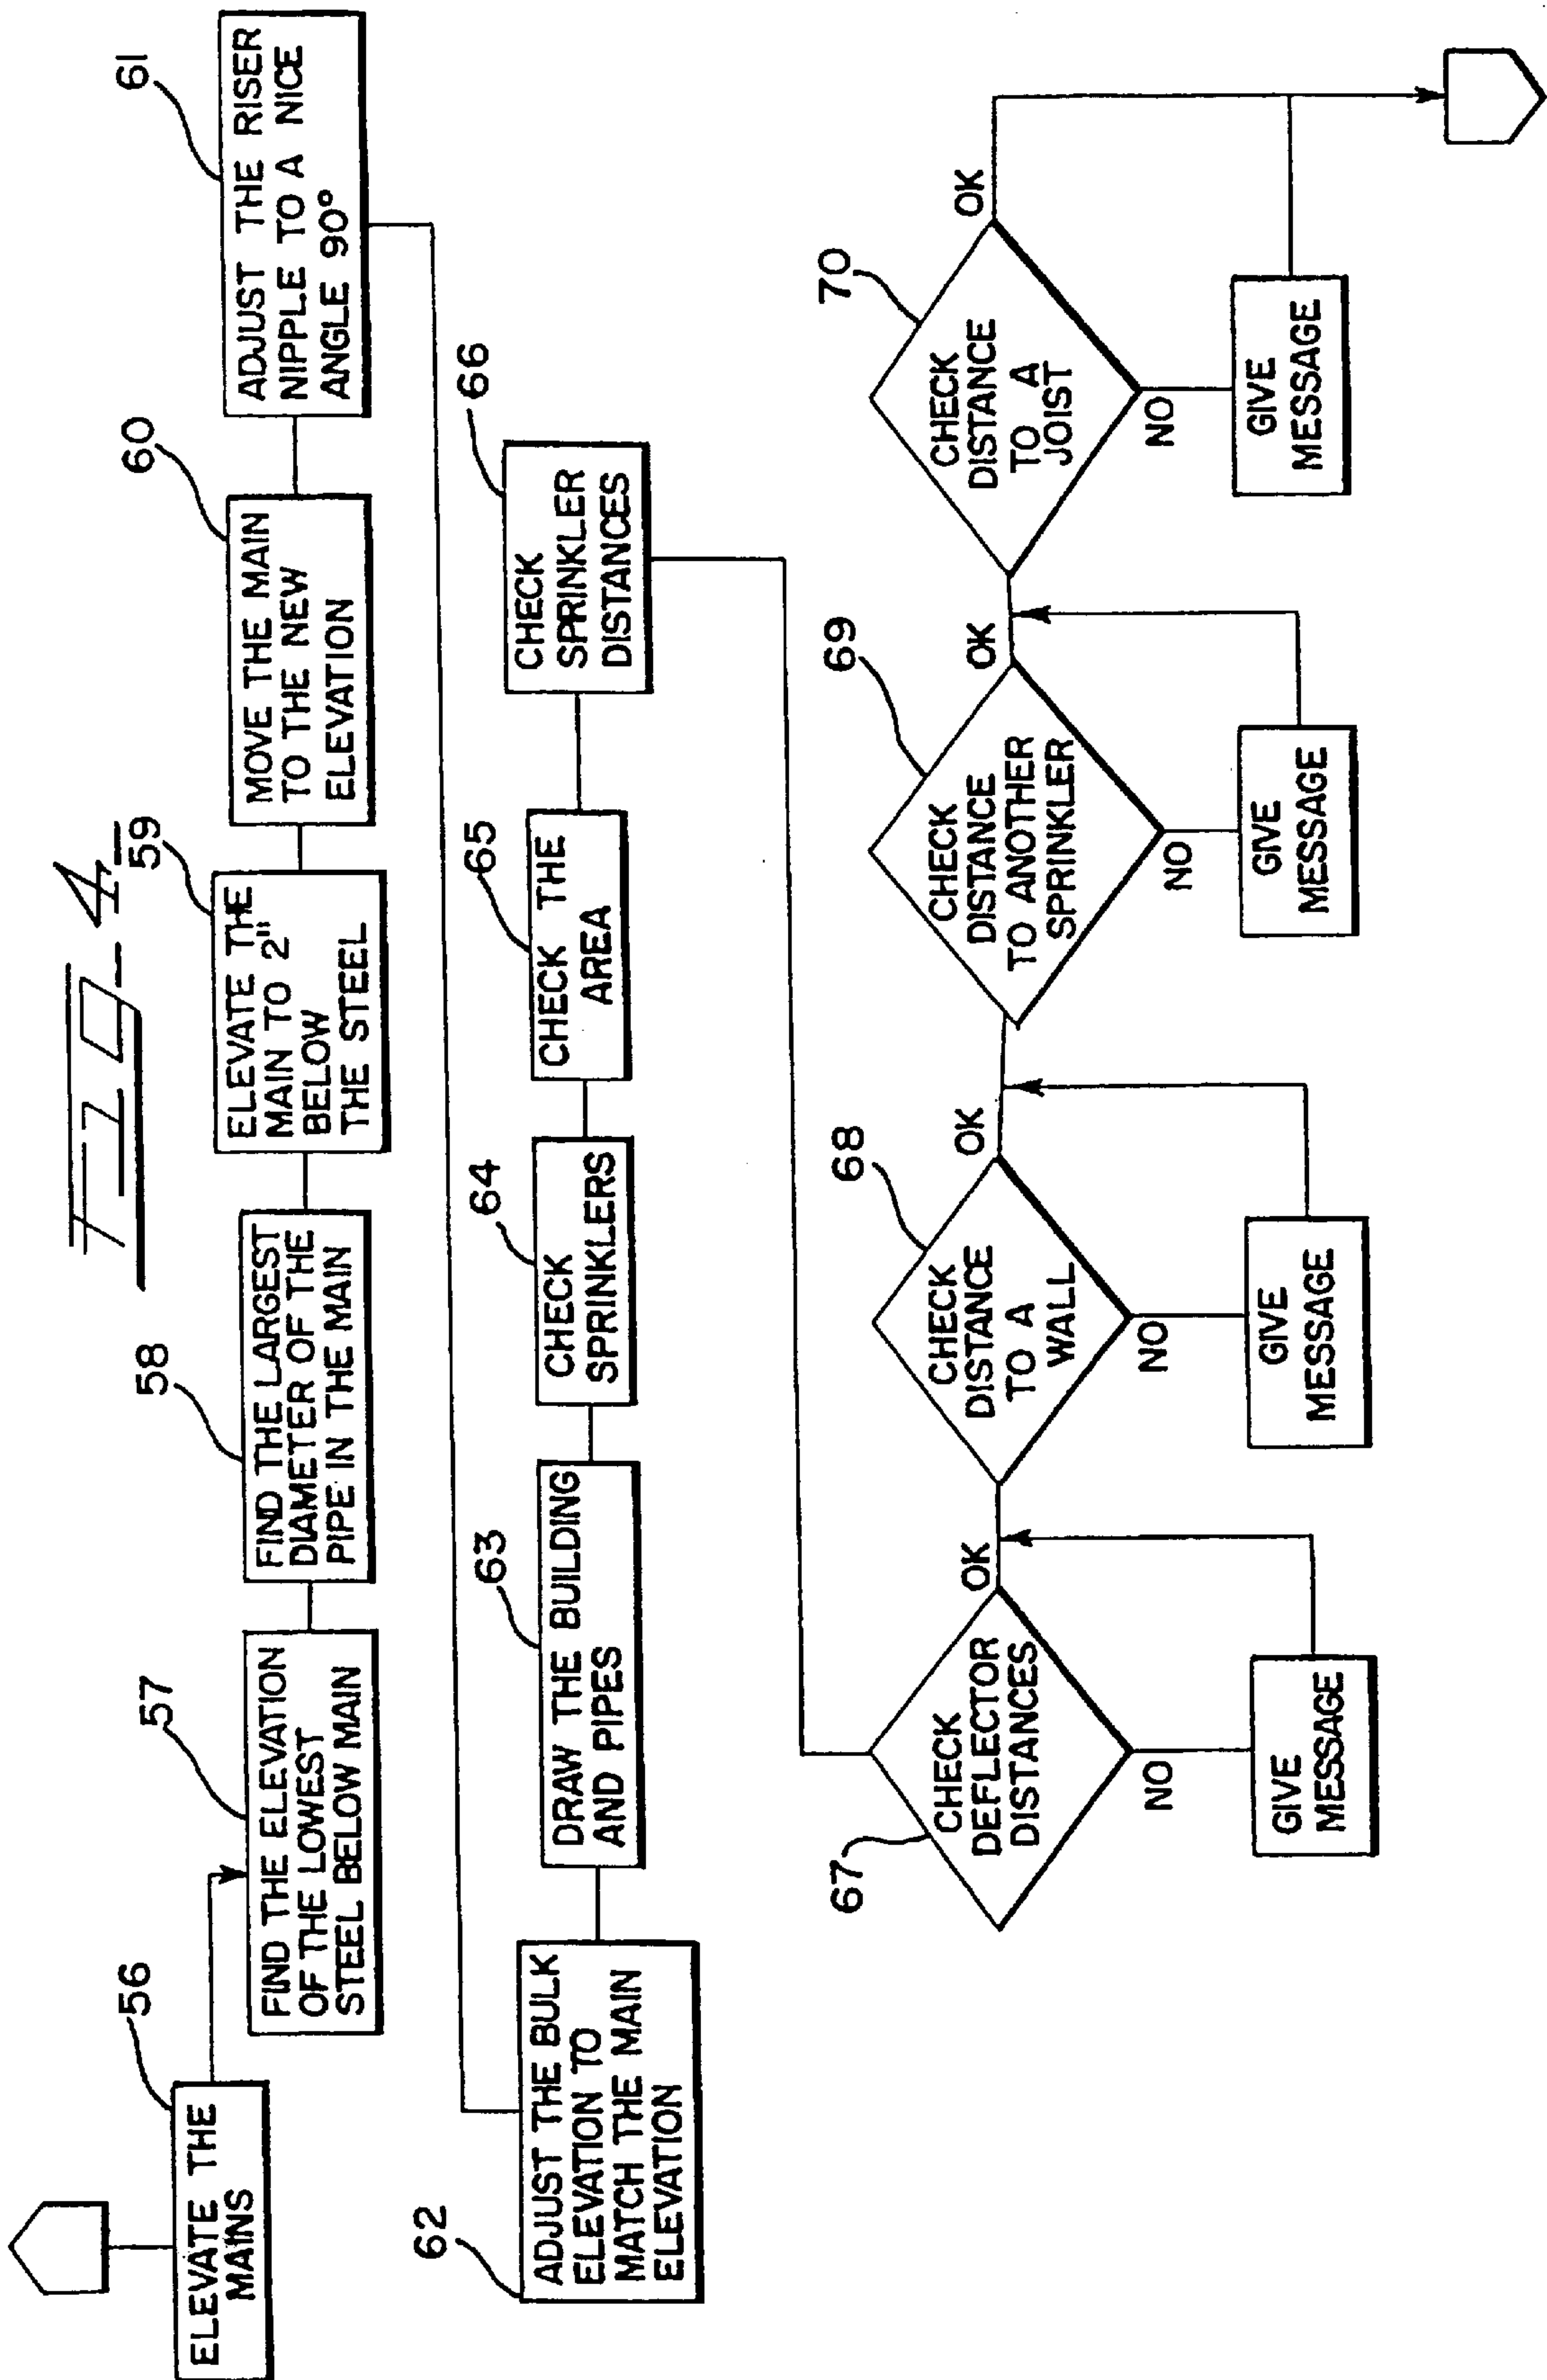 FIG-4-
56
ELEVATE THE
MAINS
57
FIND THE ELEVATION
OF THE LOWEST
STEEL BELOW MAIN
58
FIND THE LARGEST
DIAMETER OF THE
PIPE IN THE MAIN
59
ELEVATE THE
MAIN TO 2"
BELOW
THE STEEL
60
MOVE THE MAIN
TO THE NEW
ELEVATION
61
ADJUST THE RISER
NIPPLE TO A NICE
ANGLE 90°
62
ADJUST THE BULK
ELEVATION TO
MATCH THE MAIN
ELEVATION
63
DRAW THE BUILDING
AND PIPES
64
CHECK
SPRINKLERS
65
CHECK THE
AREA
66
CHECK
SPRINKLER
DISTANCES
67
CHECK
DEFLECTOR
DISTANCES
OK
NO
GIVE
MESSAGE
68
CHECK
DISTANCE
TO A
WALL
OK
NO
GIVE
MESSAGE
69
CHECK
DISTANCE
TO ANOTHER
SPRINKLER
OK
NO
GIVE
MESSAGE
70
CHECK
DISTANCE
TO A
JOIST
OK
NO
GIVE
MESSAGE